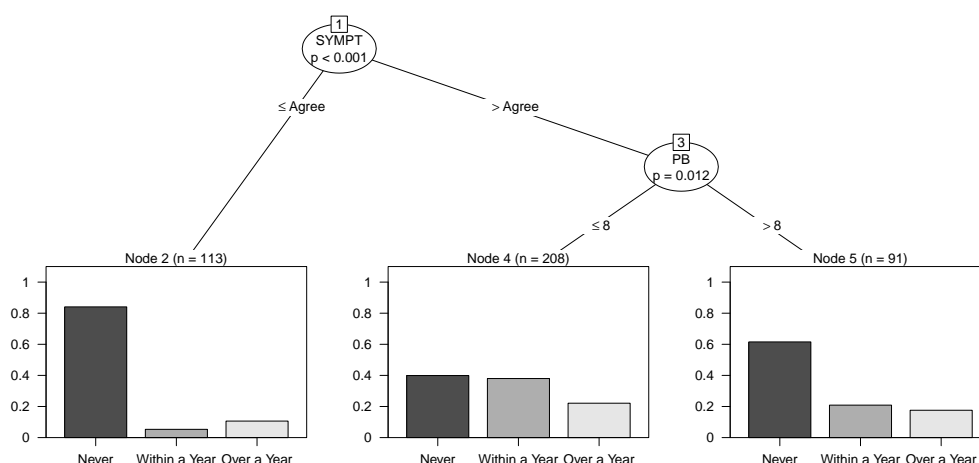 1
SYMPT
p < 0.001
≤ Agree
> Agree
3
PB
p = 0.012
≤ 8
> 8
Node 2 (n = 113)
1
0.8
0.6
0.4
0.2
0
Never Within a Year Over a Year
Node 4 (n = 208)
1
0.8
0.6
0.4
0.2
0
Never Within a Year Over a Year
Node 5 (n = 91)
1
0.8
0.6
0.4
0.2
0
Never Within a Year Over a Year